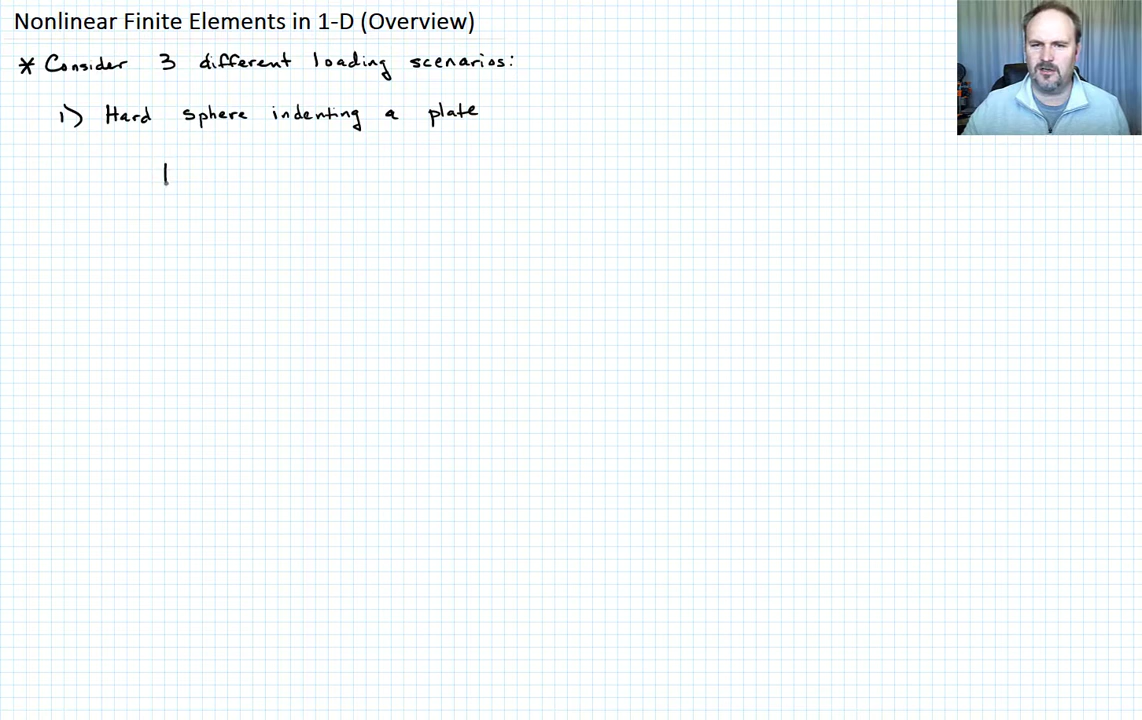 Nonlinear Finite Elements in 1-D (Overview)
* Consider 3 different loading scenarios:
1) Hard sphere indenting a plate